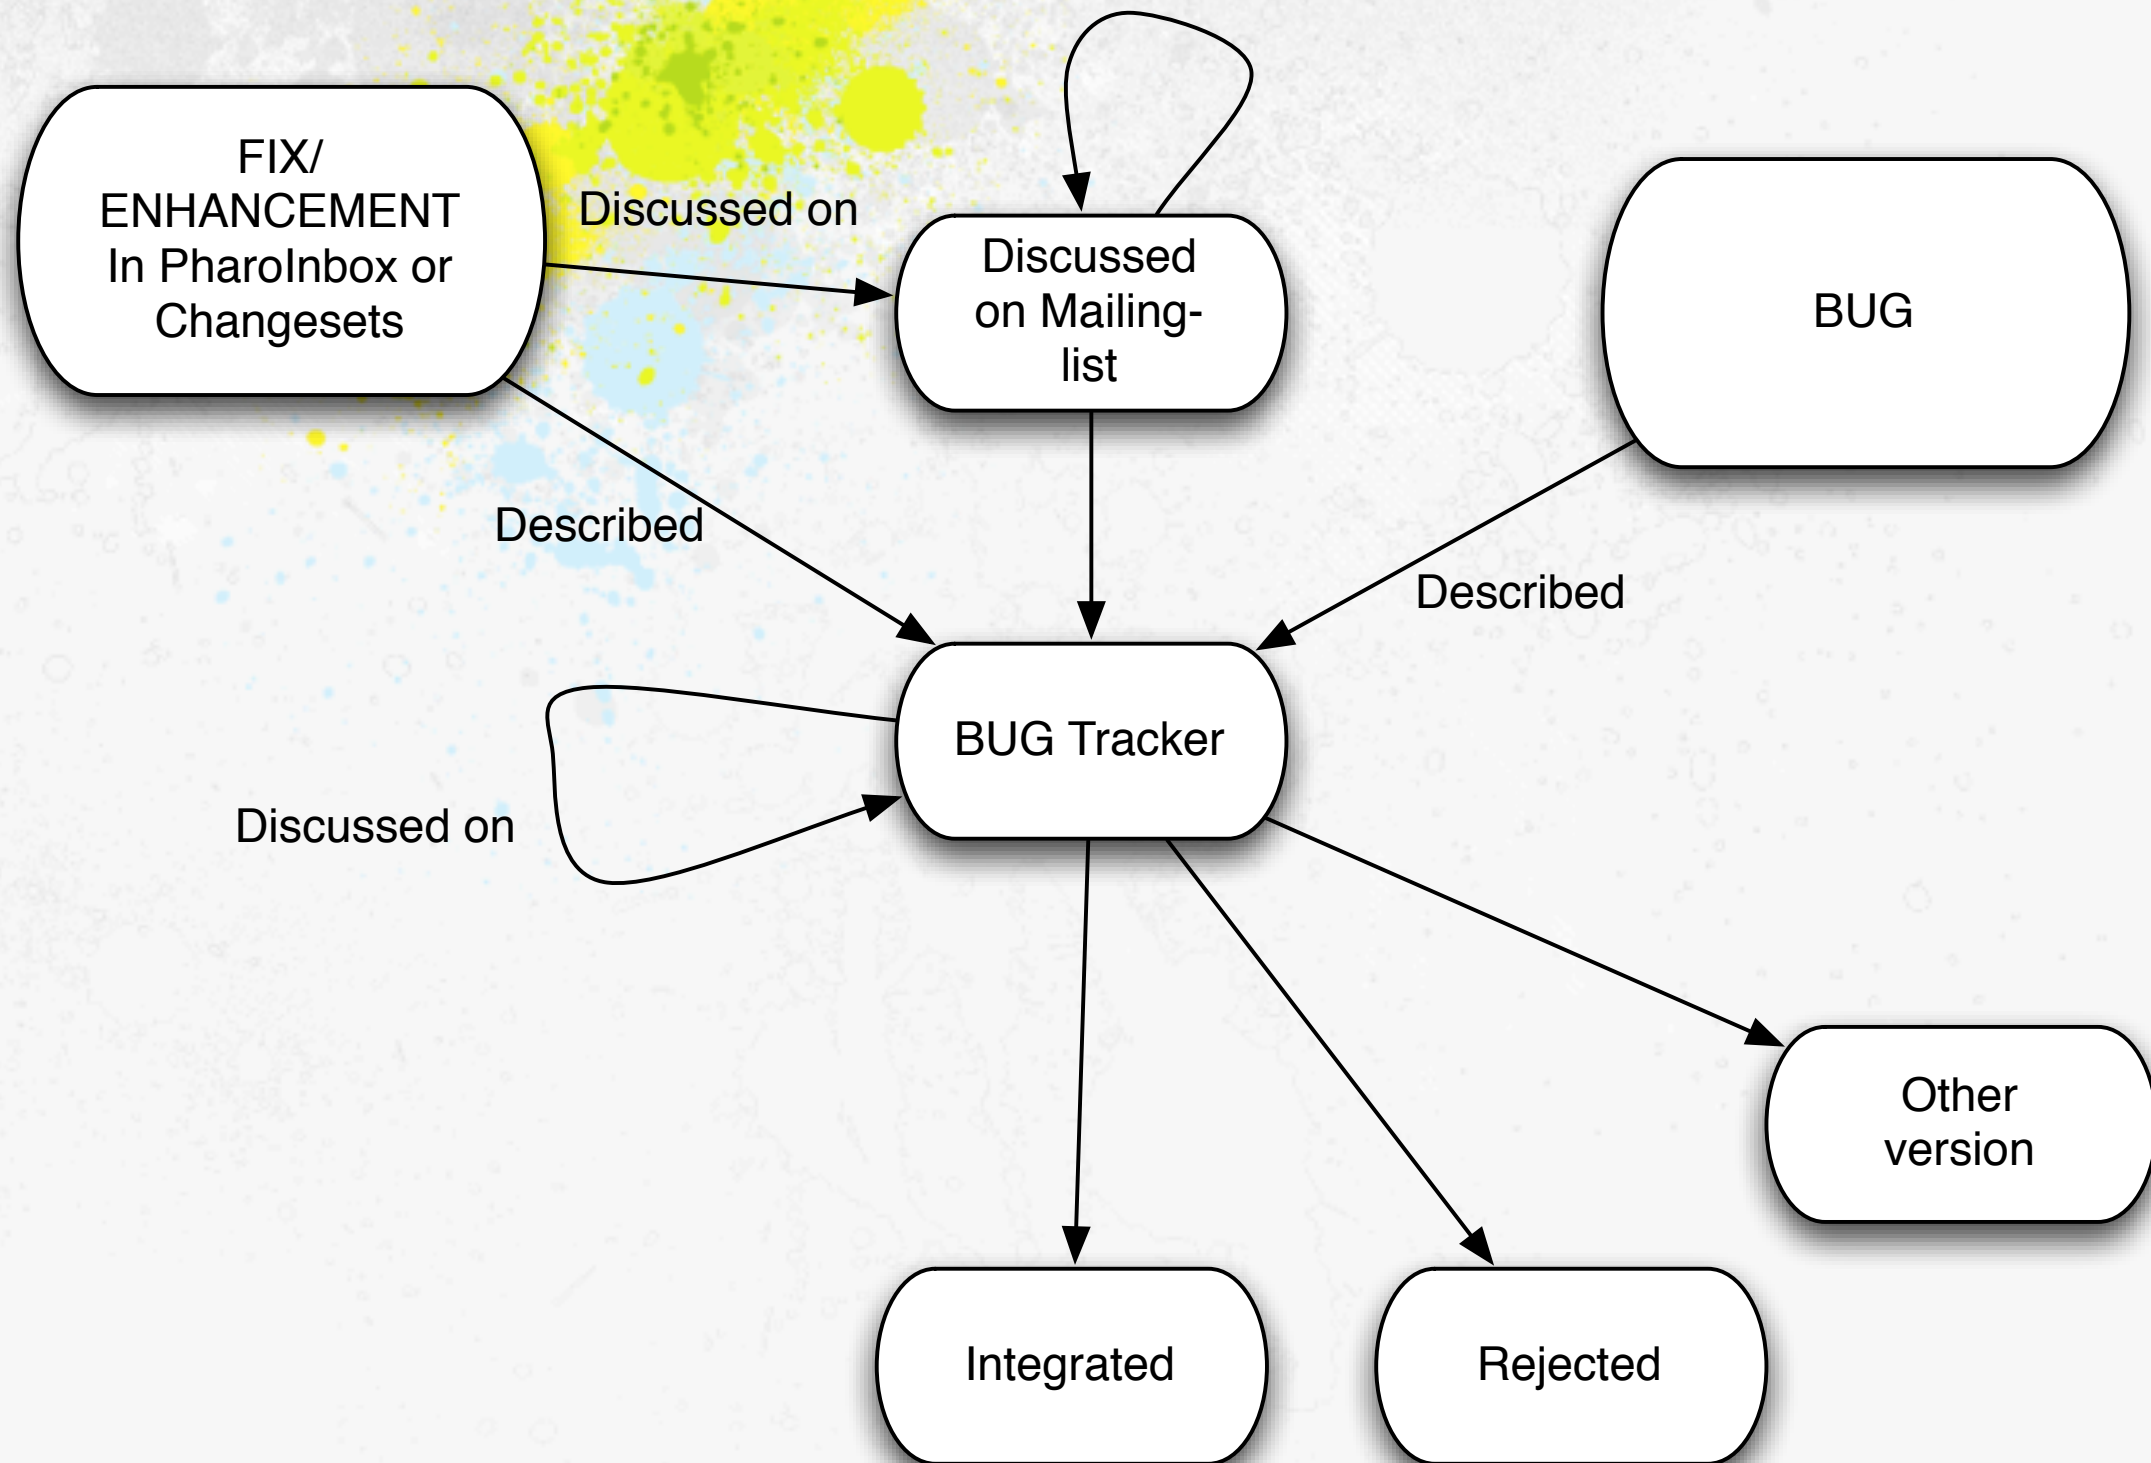 FIX/
ENHANCEMENT
In PharoInbox or
Changesets
Discussed on
Discussed
on Mailing-
list
BUG
Described
Described
BUG Tracker
Discussed on
Other
version
Integrated
Rejected